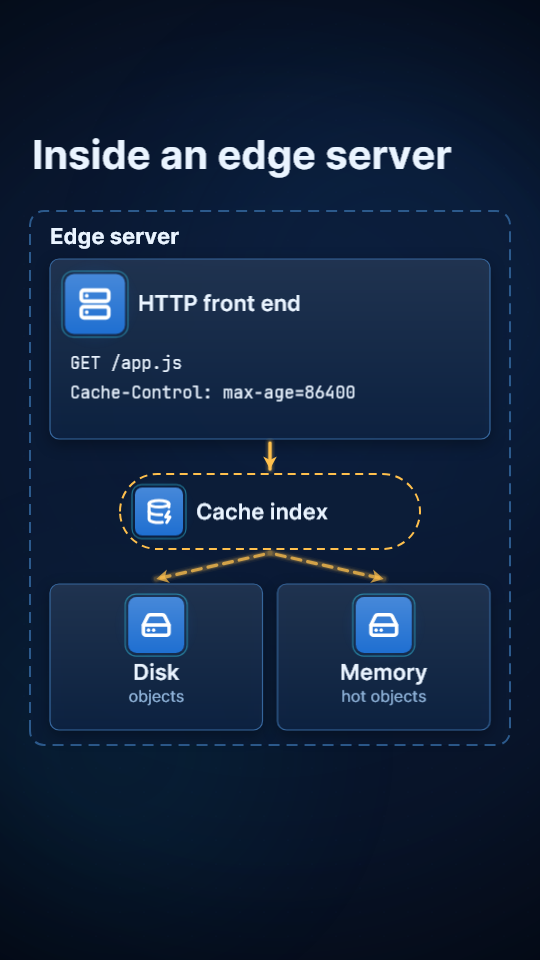 Inside an edge server
Edge server
HTTP front end
GET /app.js
Cache-Control: max-age=86400
Cache index
Disk
objects
Memory
hot objects